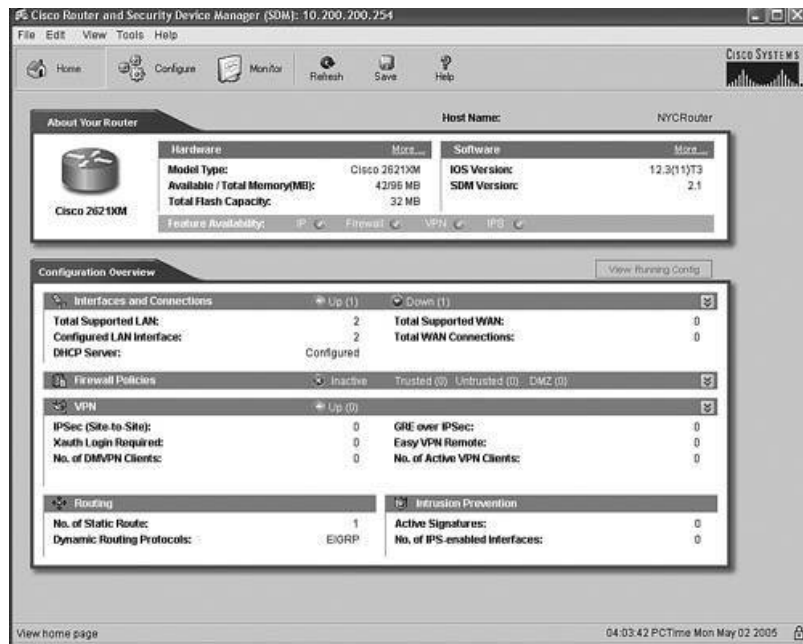 Cisco Router and Security Device Manager (SDM): 10.200.200.254
File Edit View Tools Help
Home Configure Monitor Refresh Save Help
CISCO SYSTEMS
About Your Router
Host Name: NYCRouter
Cisco 2621XM
Hardware More...
Model Type: Cisco 2621XM
Available / Total Memory(MB): 42/96 MB
Total Flash Capacity: 32 MB
Software More...
IOS Version: 12.3(11)T3
SDM Version: 2.1
Feature Availability: IP Firewall VPN IPS
Configuration Overview
View Running Config
Interfaces and Connections Up (1) Down (1)
Total Supported LAN: 2 Total Supported WAN: 0
Configured LAN Interface: 2 Total WAN Connections: 0
DHCP Server: Configured
Firewall Policies Inactive Trusted (0) Untrusted (0) DMZ (0)
VPN Up (0)
IPSec (Site-to-Site): 0 GRE over IPSec: 0
Xauth Login Required: 0 Easy VPN Remote: 0
No. of DMVPN Clients: 0 No. of Active VPN Clients: 0
Routing
No. of Static Route: 1
Dynamic Routing Protocols: EIGRP
Intrusion Prevention
Active Signatures: 0
No. of IPS-enabled Interfaces: 0
View home page
04:03:42 PCTime Mon May 02 2005